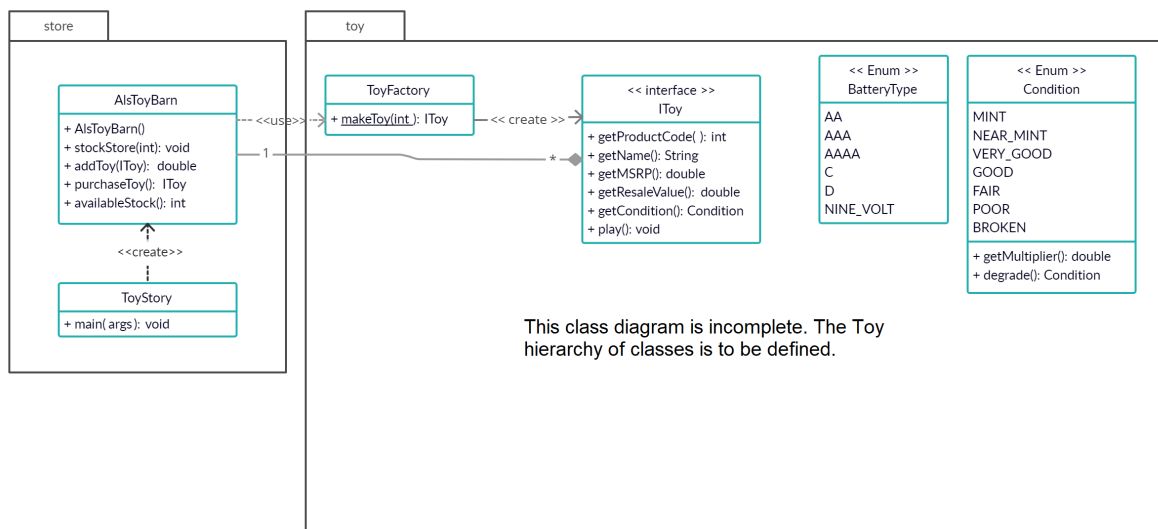 store
toy
AlsToyBarn
+ AlsToyBarn()
+ stockStore(int): void
+ addToy(IToy): double
+ purchaseToy(): IToy
+ availableStock(): int
<<create>>
ToyStory
+ main( args): void
<<use>>
1
*
ToyFactory
+ makeToy(int ): IToy
<< create >>
<< interface >>
IToy
+ getProductCode( ): int
+ getName(): String
+ getMSRP(): double
+ getResaleValue(): double
+ getCondition(): Condition
+ play(): void
<< Enum >>
BatteryType
AA
AAA
AAAA
C
D
NINE_VOLT
<< Enum >>
Condition
MINT
NEAR_MINT
VERY_GOOD
GOOD
FAIR
POOR
BROKEN
+ getMultiplier(): double
+ degrade(): Condition
This class diagram is incomplete. The Toy
hierarchy of classes is to be defined.